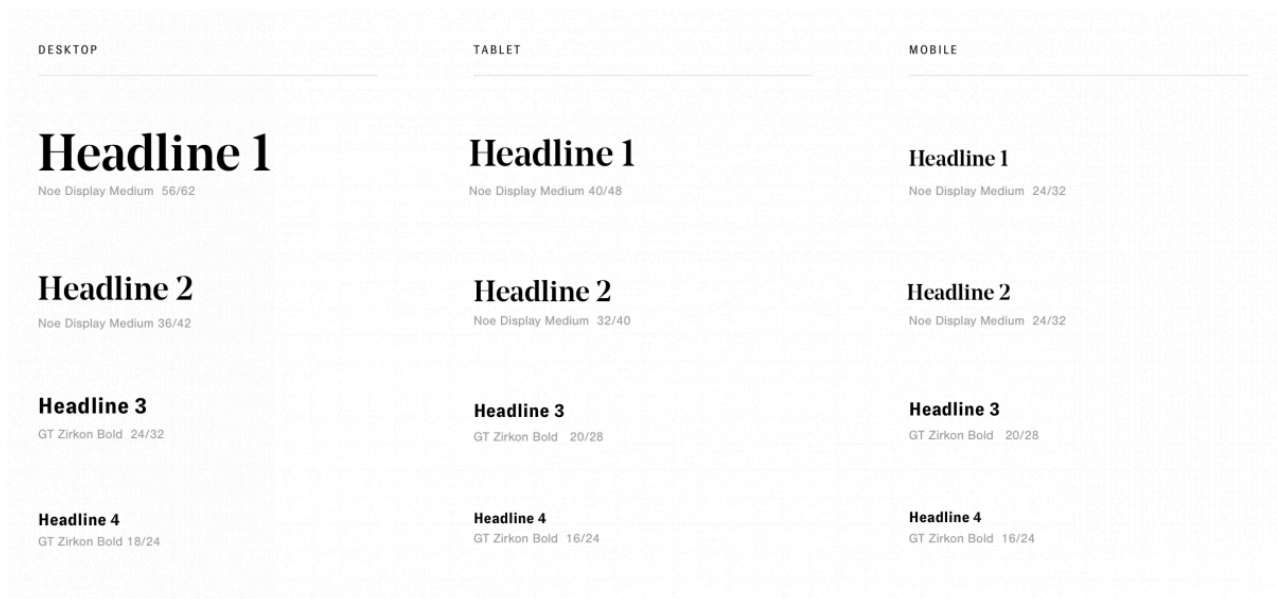 DESKTOP
Headline 1
Noe Display Medium 56/62
Headline 2
Noe Display Medium 36/42
Headline 3
GT Zirkon Bold 24/32
Headline 4
GT Zirkon Bold 18/24
TABLET
Headline 1
Noe Display Medium 40/48
Headline 2
Noe Display Medium 32/40
Headline 3
GT Zirkon Bold 20/28
Headline 4
GT Zirkon Bold 16/24
MOBILE
Headline 1
Noe Display Medium 24/32
Headline 2
Noe Display Medium 24/32
Headline 3
GT Zirkon Bold 20/28
Headline 4
GT Zirkon Bold 16/24